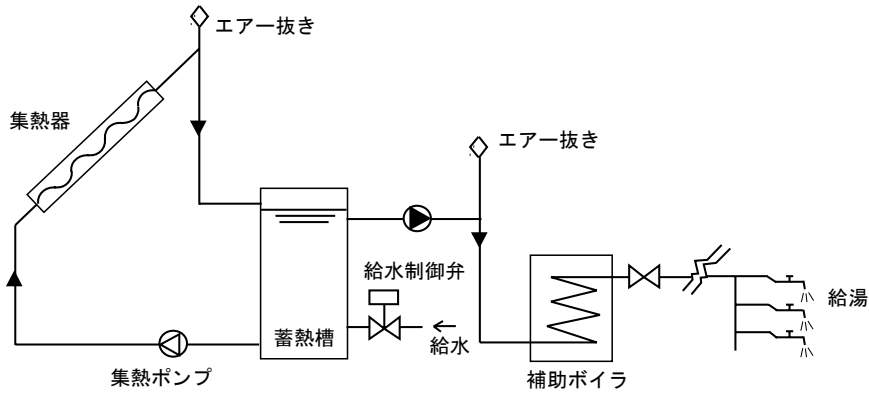 エアー抜き
集熱器
エアー抜き
給水制御弁
給湯
蓄熱槽
給水
集熱ポンプ
補助ボイラ